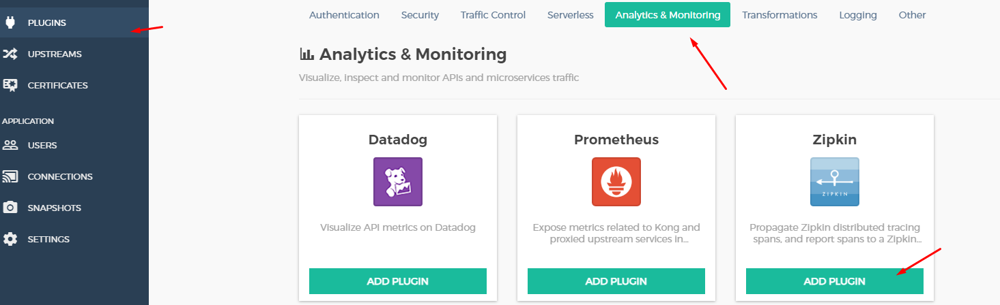 PLUGINS
UPSTREAMS
CERTIFICATES
APPLICATION
USERS
CONNECTIONS
SNAPSHOTS
SETTINGS
Authentication Security Traffic Control Serverless Analytics & Monitoring Transformations Logging Other
Analytics & Monitoring
Visualize, inspect and monitor APIs and microservices traffic
Datadog
Visualize API metrics on Datadog
ADD PLUGIN
Prometheus
Expose metrics related to Kong and
proxied upstream services in...
ADD PLUGIN
Zipkin
ZIPKIN
Propagate Zipkin distributed tracing
spans, and report spans to a Zipkin...
ADD PLUGIN